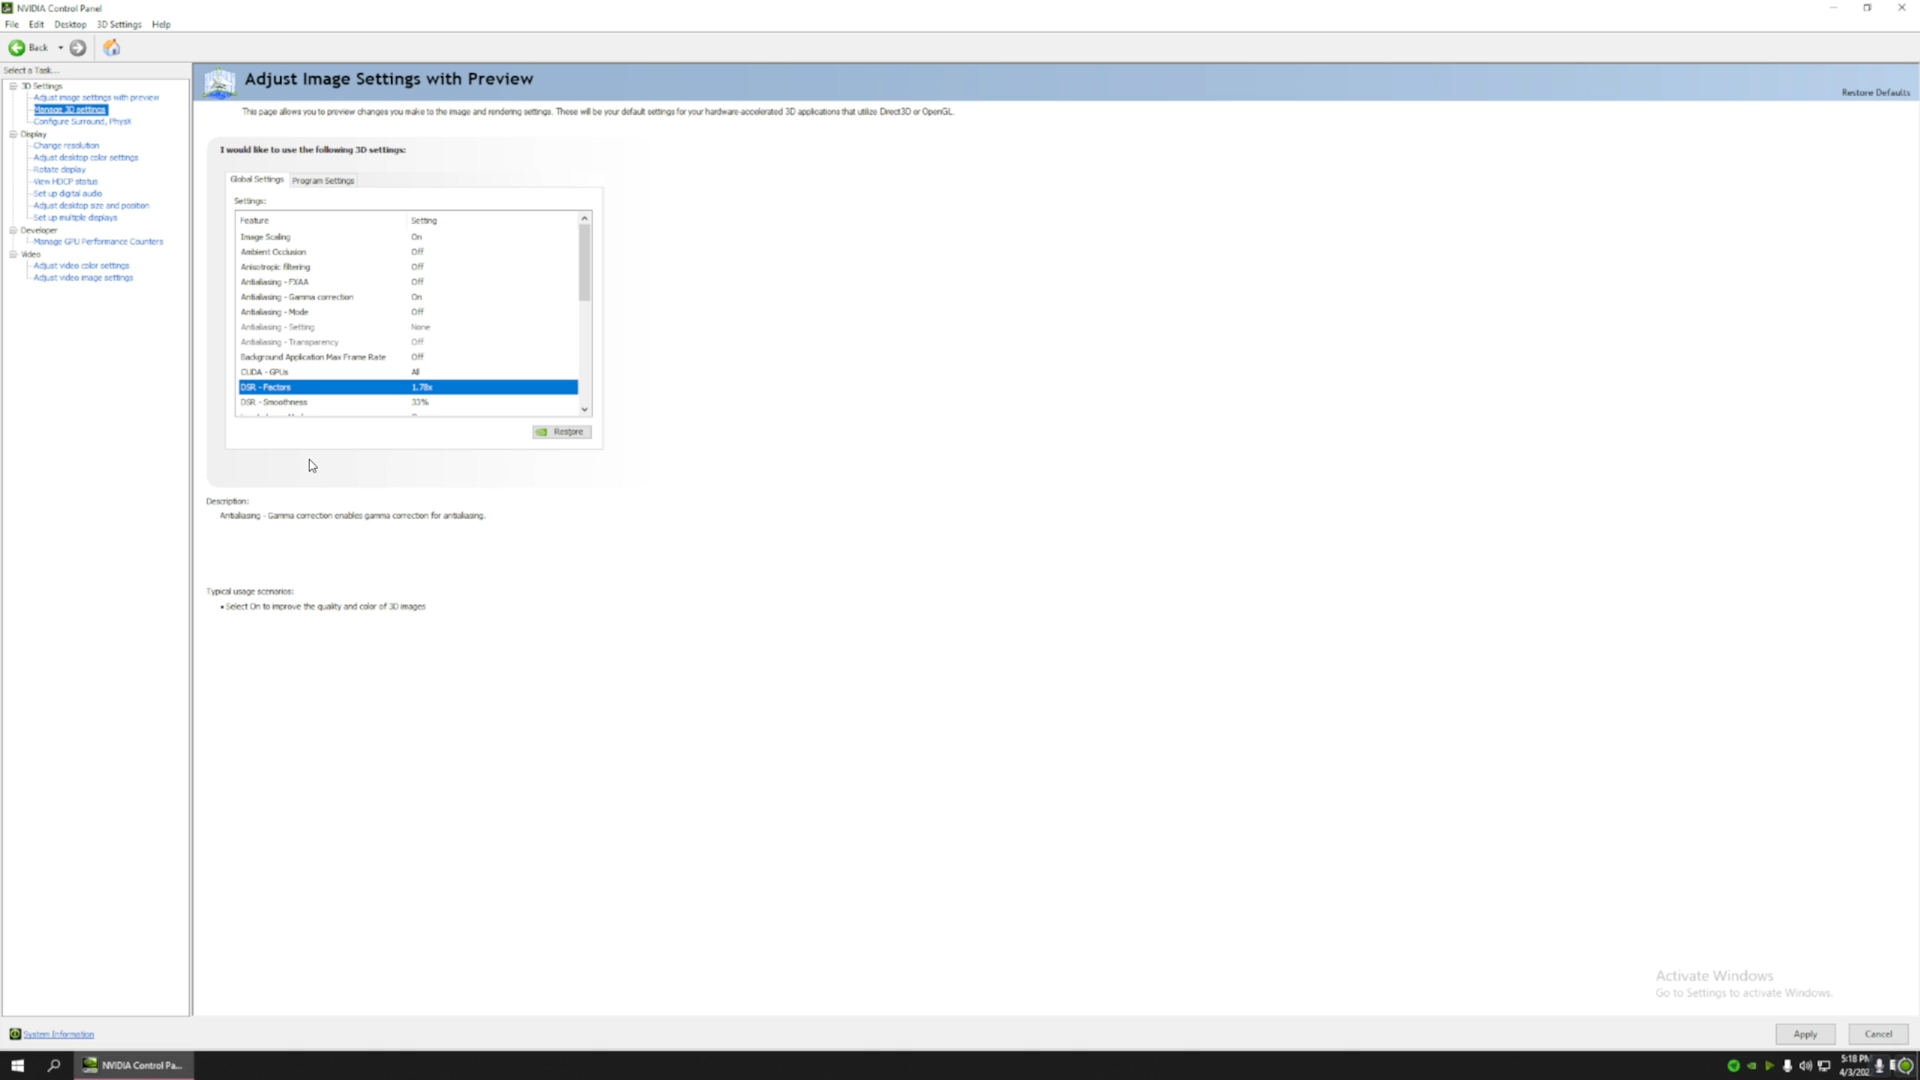 NVIDIA Control Panel
File Edit Desktop 3D Settings Help
Back
Select a Task...
3D Settings
Adjust image settings with preview
Manage 3D settings
Configure Surround, PhysX
Display
Change resolution
Adjust desktop color settings
Rotate display
View HDCP status
Set up digital audio
Adjust desktop size and position
Set up multiple displays
Developer
Manage GPU Performance Counters
Video
Adjust video color settings
Adjust video image settings
Adjust Image Settings with Preview
Restore Defaults
This page allows you to preview changes you make to the image and rendering settings. These will be your default settings for your hardware-accelerated 3D applications that utilize Direct3D or OpenGL.
I would like to use the following 3D settings:
Global Settings Program Settings
Settings:
Feature Setting
Image Scaling On
Ambient Occlusion Off
Anisotropic filtering Off
Antialiasing - FXAA Off
Antialiasing - Gamma correction On
Antialiasing - Mode Off
Antialiasing - Setting None
Antialiasing - Transparency Off
Background Application Max Frame Rate Off
CUDA - GPUs All
DSR - Factors 1.78x
DSR - Smoothness 33%
Restore
Description:
Antialiasing - Gamma correction enables gamma correction for antialiasing.
Typical usage scenarios:
• Select On to improve the quality and color of 3D images
Activate Windows
Go to Settings to activate Windows.
System Information
Apply Cancel
NVIDIA Control Pa...
5:18 PM
4/3/202